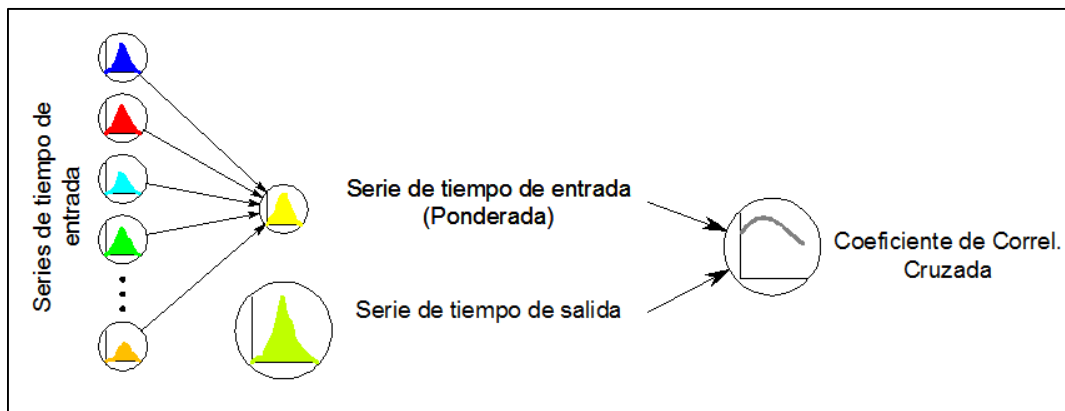 Series de tiempo de
entrada
Serie de tiempo de entrada
(Ponderada)
Serie de tiempo de salida
Coeficiente de Correl.
Cruzada